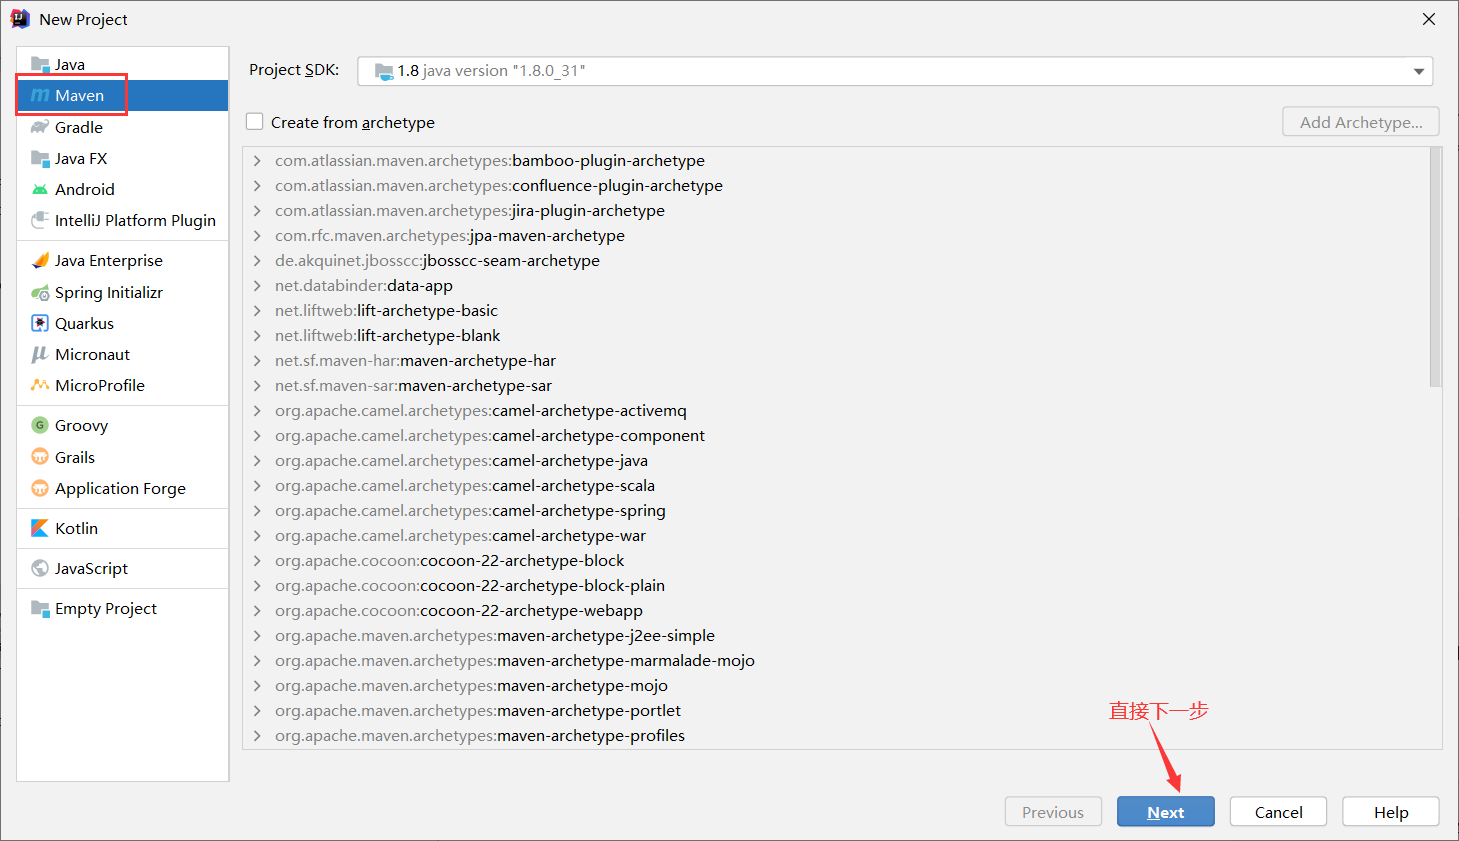 New Project
Java
Maven
Gradle
Java FX
Android
IntelliJ Platform Plugin
Java Enterprise
Spring Initializr
Quarkus
Micronaut
MicroProfile
Groovy
Grails
Application Forge
Kotlin
JavaScript
Empty Project
Project SDK: 1.8 java version "1.8.0_31"
Create from archetype Add Archetype...
com.atlassian.maven.archetypes:bamboo-plugin-archetype
com.atlassian.maven.archetypes:confluence-plugin-archetype
com.atlassian.maven.archetypes:jira-plugin-archetype
com.rfc.maven.archetypes:jpa-maven-archetype
de.akquinet.jbosscc:jbosscc-seam-archetype
net.databinder:data-app
net.liftweb:lift-archetype-basic
net.liftweb:lift-archetype-blank
net.sf.maven-har:maven-archetype-har
net.sf.maven-sar:maven-archetype-sar
org.apache.camel.archetypes:camel-archetype-activemq
org.apache.camel.archetypes:camel-archetype-component
org.apache.camel.archetypes:camel-archetype-java
org.apache.camel.archetypes:camel-archetype-scala
org.apache.camel.archetypes:camel-archetype-spring
org.apache.camel.archetypes:camel-archetype-war
org.apache.cocoon:cocoon-22-archetype-block
org.apache.cocoon:cocoon-22-archetype-block-plain
org.apache.cocoon:cocoon-22-archetype-webapp
org.apache.maven.archetypes:maven-archetype-j2ee-simple
org.apache.maven.archetypes:maven-archetype-marmalade-mojo
org.apache.maven.archetypes:maven-archetype-mojo
org.apache.maven.archetypes:maven-archetype-portlet
org.apache.maven.archetypes:maven-archetype-profiles
直接下一步
Previous Next Cancel Help